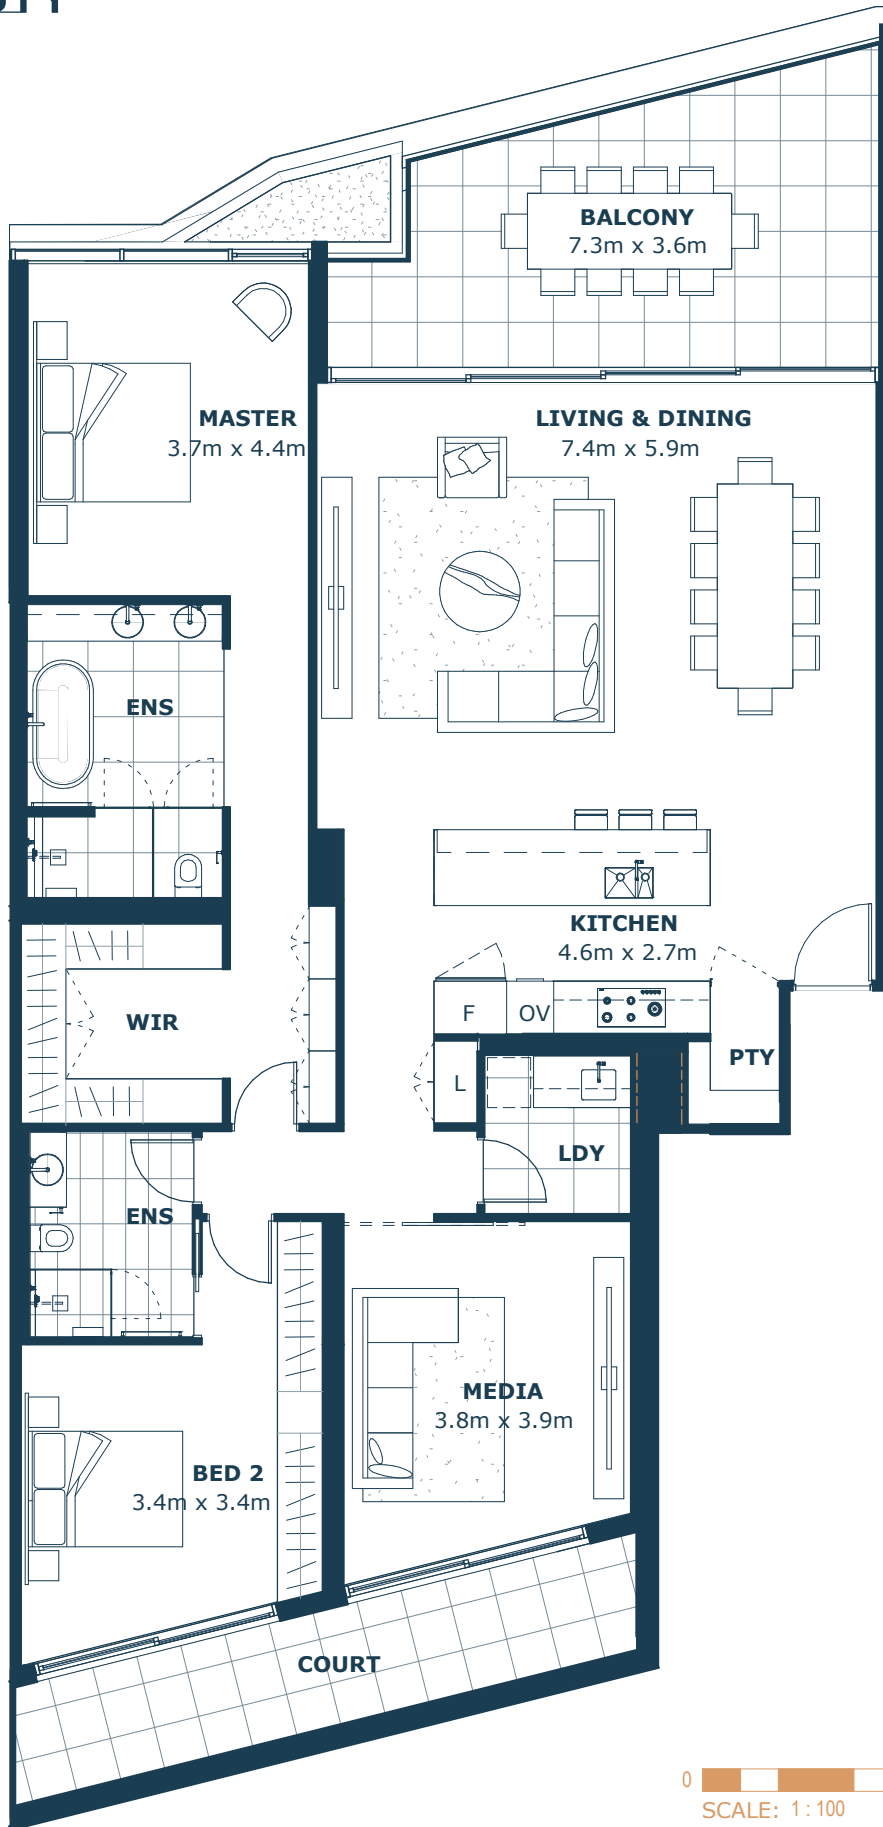 BALCONY
7.3m x 3.6m
MASTER
3.7m x 4.4m
LIVING & DINING
7.4m x 5.9m
ENS
KITCHEN
4.6m x 2.7m
F
OV
WIR
PTY
L
LDY
ENS
MEDIA
3.8m x 3.9m
BED 2
3.4m x 3.4m
COURT
0
SCALE: 1 : 100